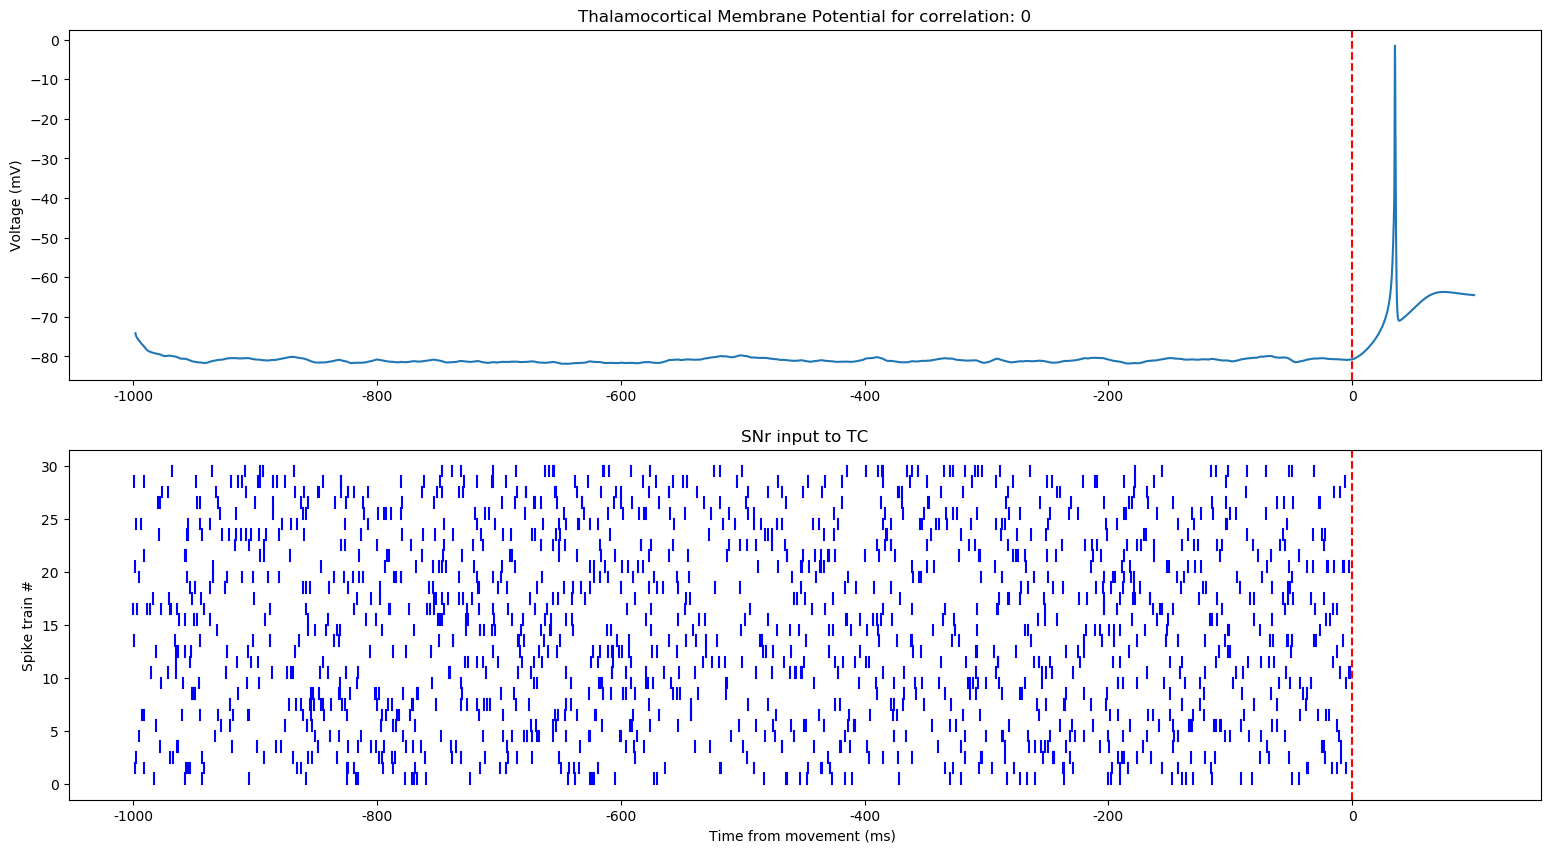 Thalamocortical Membrane Potential for correlation: 0
0
−10
−20
−30
−40
−50
−60
−70
−80
Voltage (mV)
-1000 -800 -600 -400 -200 0
SNr input to TC
30
25
20
15
10
5
0
Spike train #
-1000 -800 -600 -400 -200 0
Time from movement (ms)